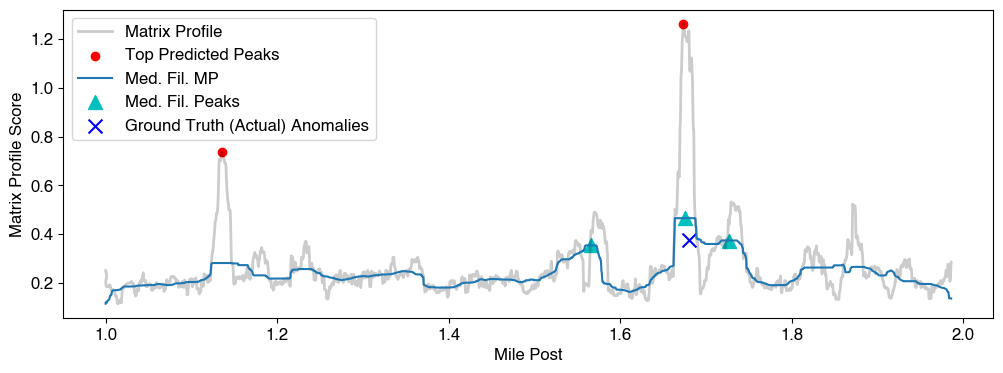 Matrix Profile
Top Predicted Peaks
Med. Fil. MP
Med. Fil. Peaks
Ground Truth (Actual) Anomalies
Matrix Profile Score
1.2
1.0
0.8
0.6
0.4
0.2
1.0 1.2 1.4 1.6 1.8 2.0
Mile Post